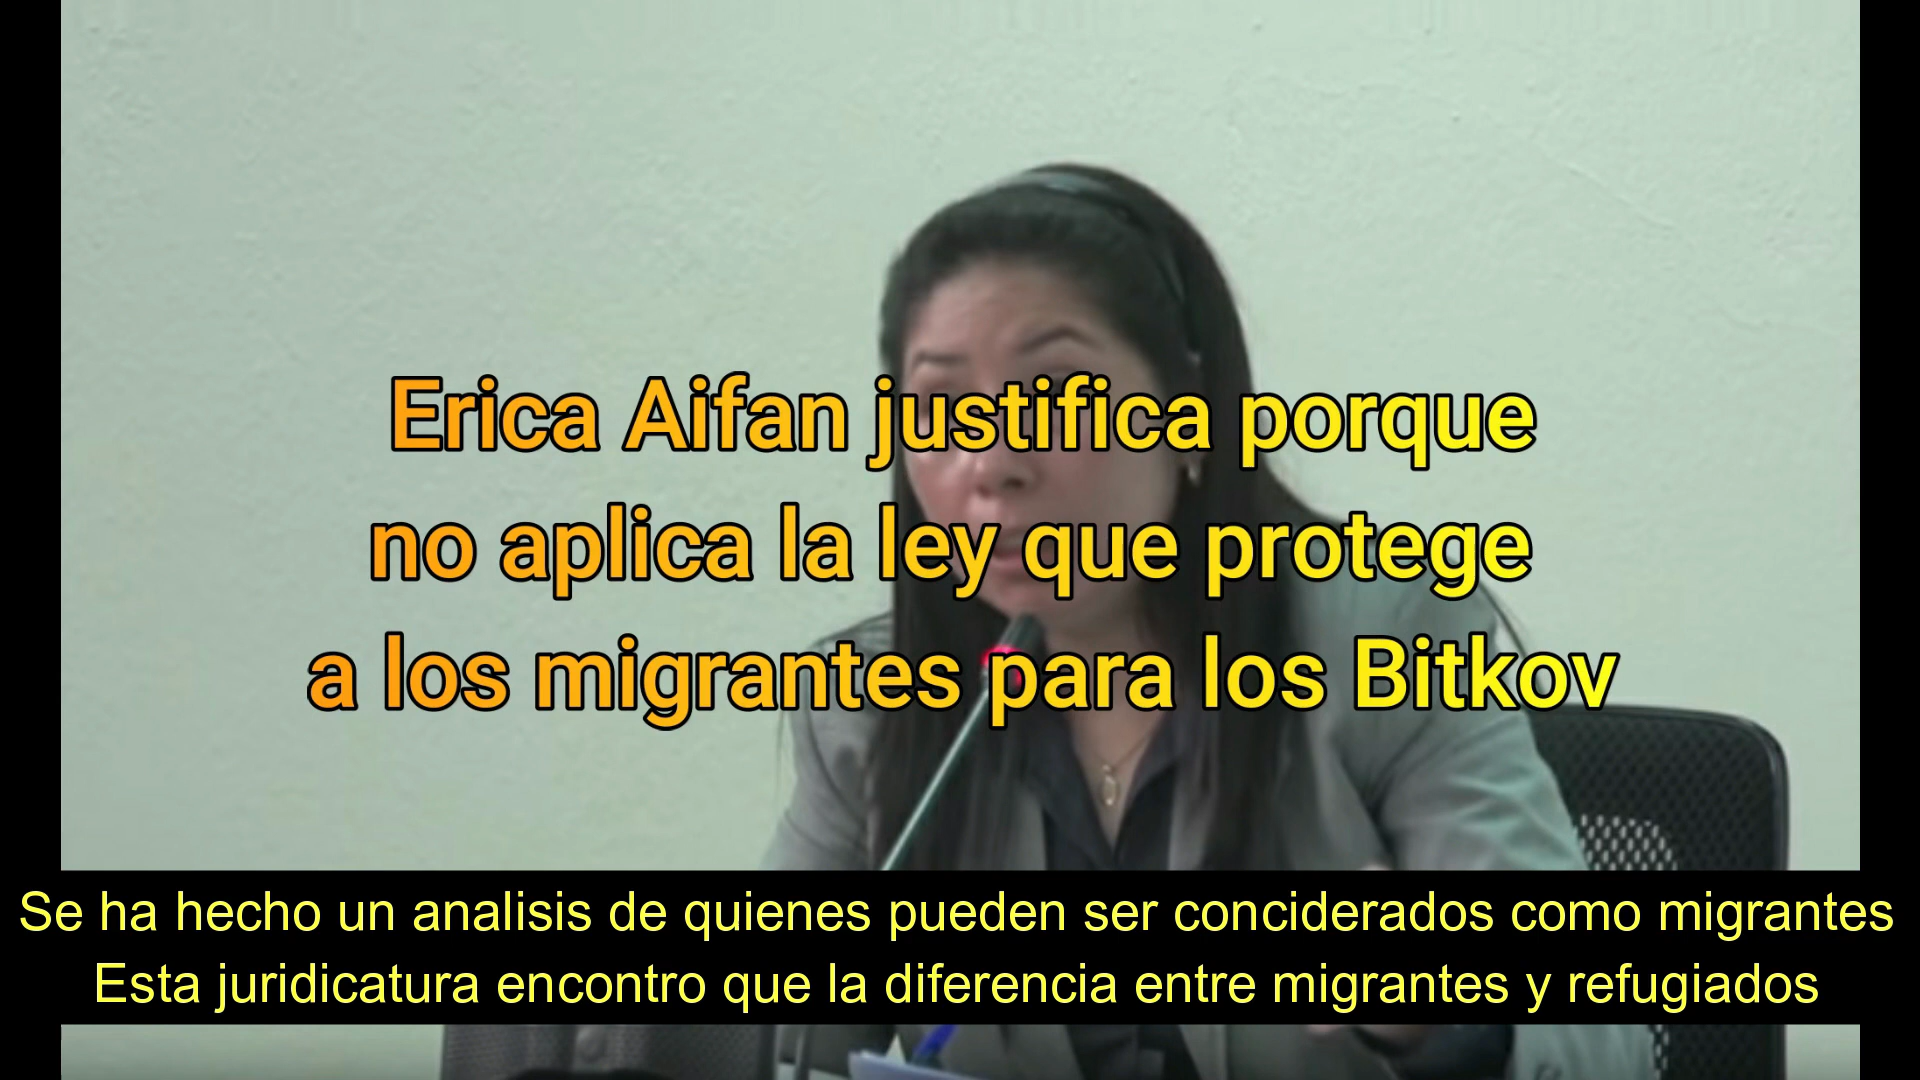 Erica Aifan justifica porque
no aplica la ley que protege
a los migrantes para los Bitkov
Se ha hecho un analisis de quienes pueden ser conciderados como migrantes
Esta juridicatura encontro que la diferencia entre migrantes y refugiados